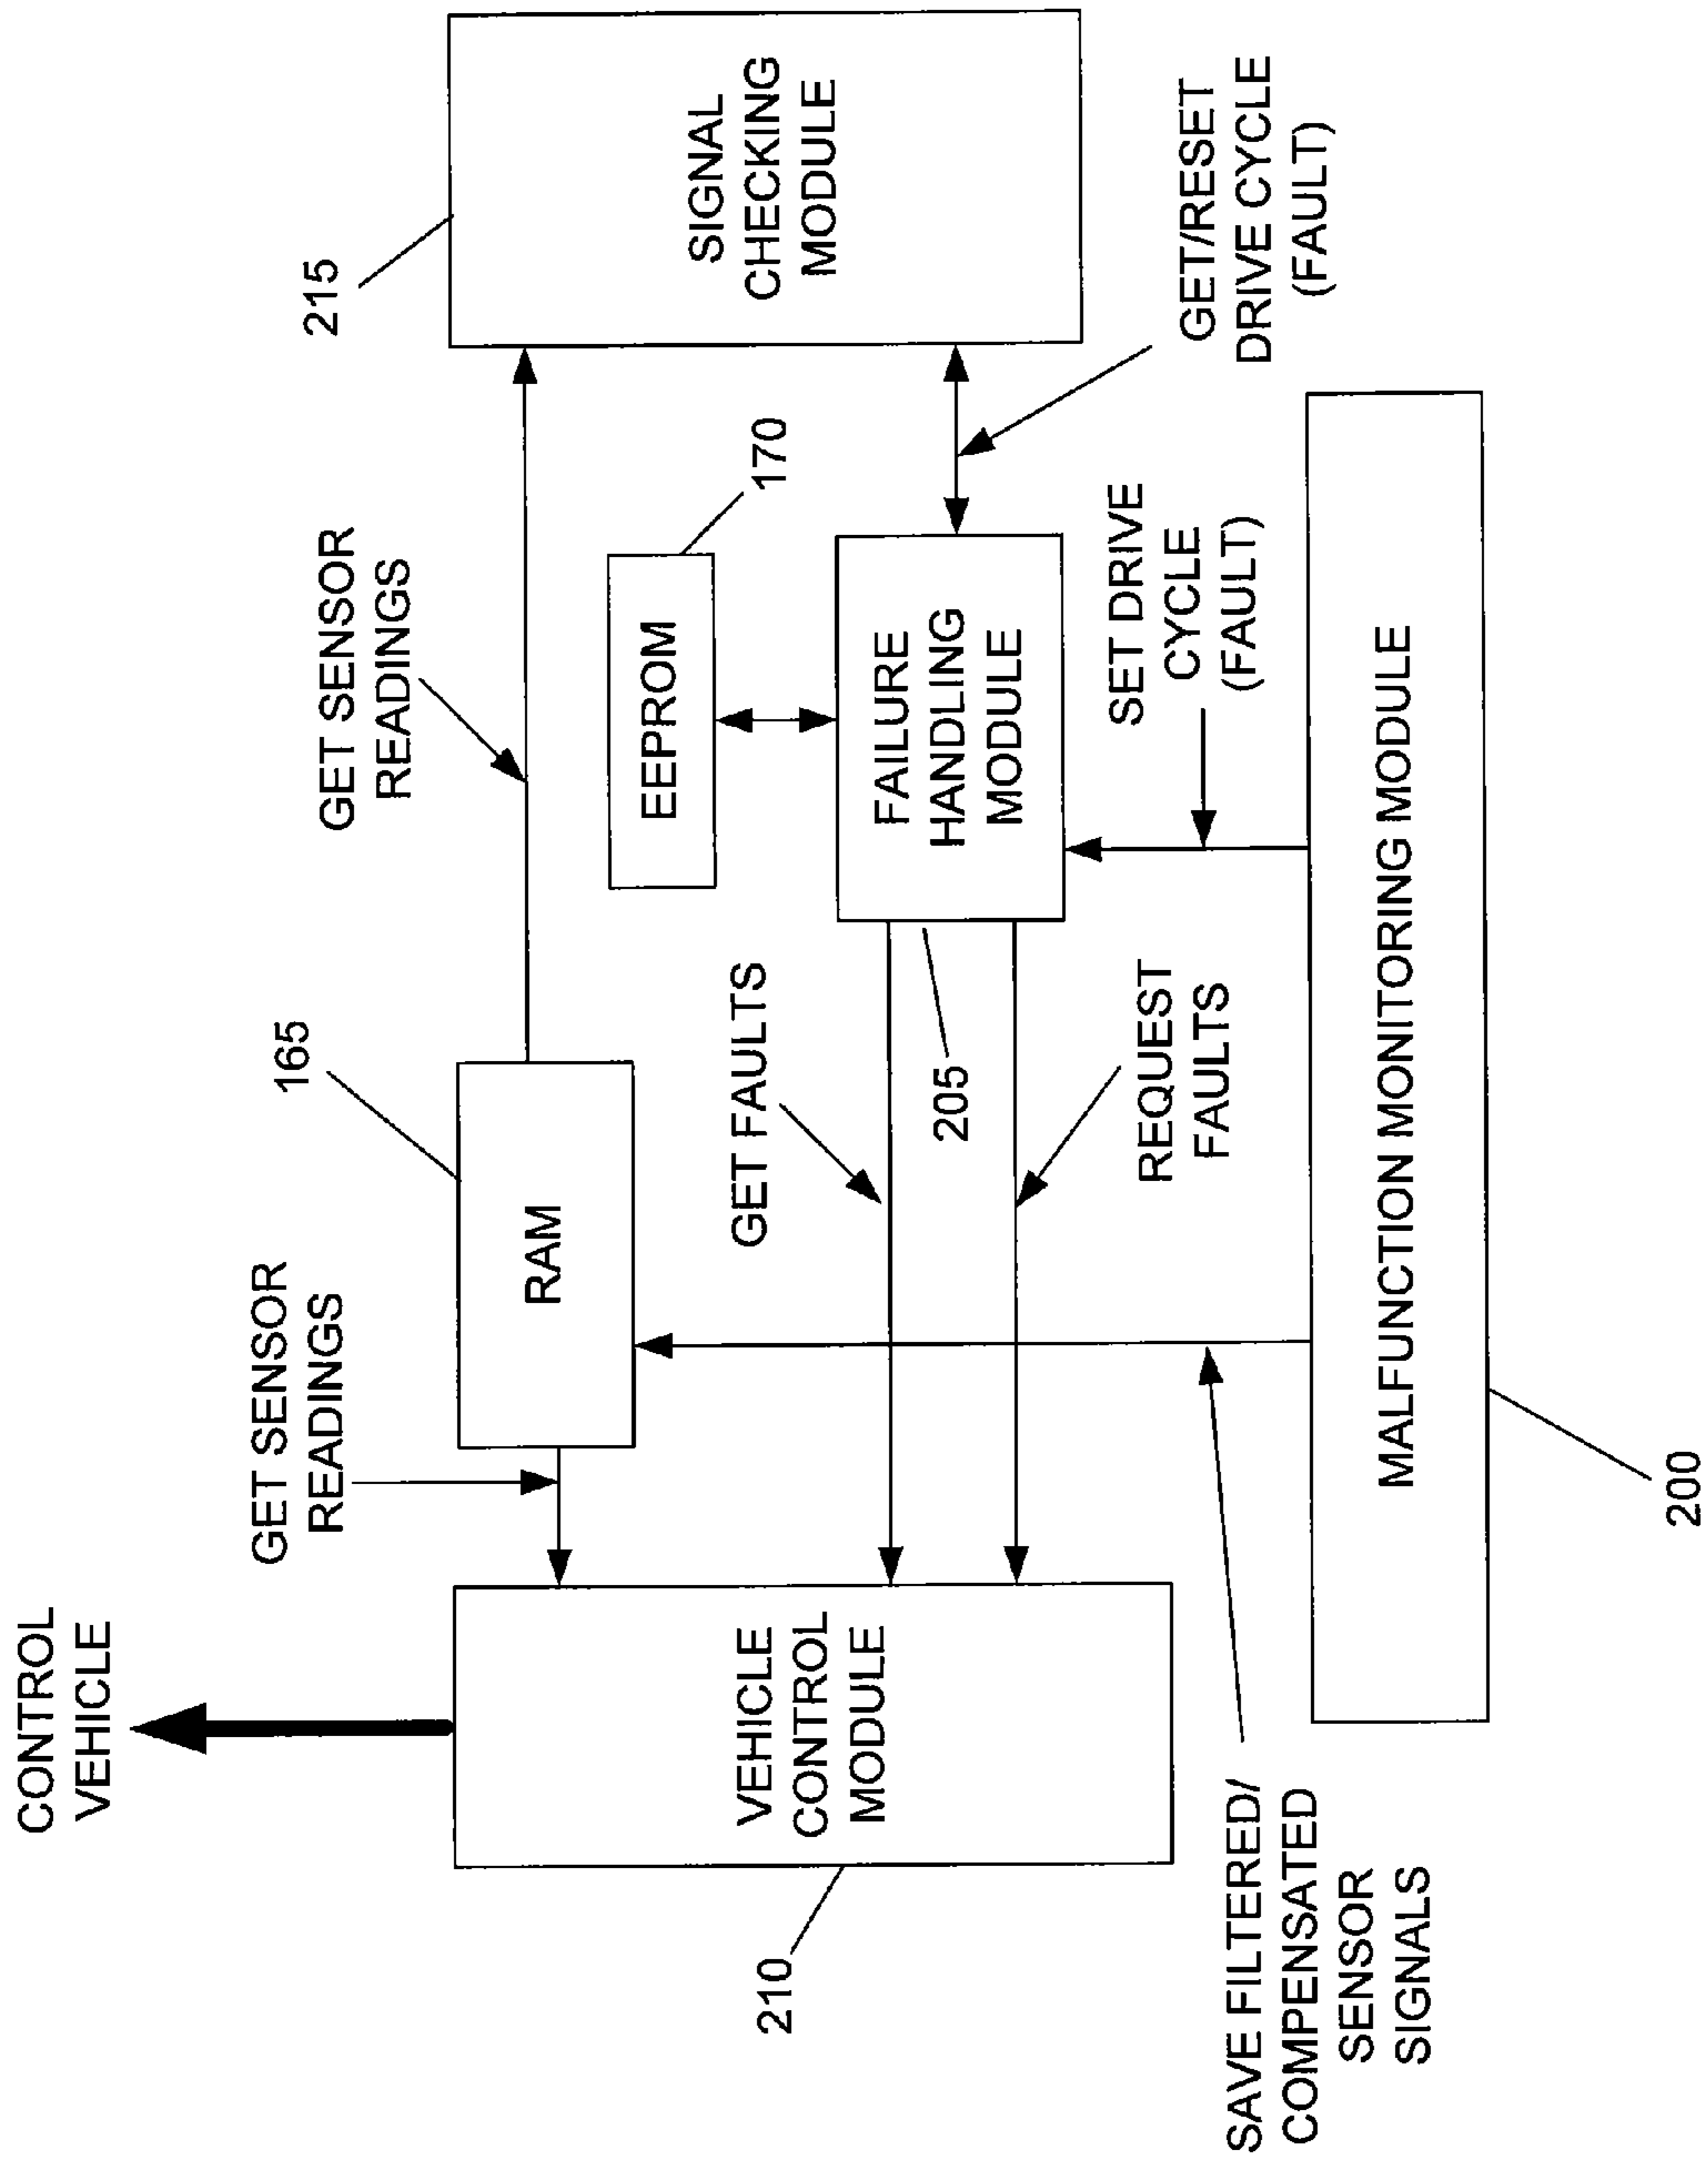 CONTROL
VEHICLE
210
VEHICLE
CONTROL
MODULE
GET SENSOR
READINGS
165
RAM
GET SENSOR
READINGS
215
SIGNAL
CHECKING
MODULE
EEPROM
170
GET FAULTS
205
FAILURE
HANDLING
MODULE
REQUEST
FAULTS
SET DRIVE
CYCLE
(FAULT)
GET/RESET
DRIVE CYCLE
(FAULT)
SAVE FILTERED/
COMPENSATED
SENSOR
SIGNALS
MALFUNCTION MONITORING MODULE
200